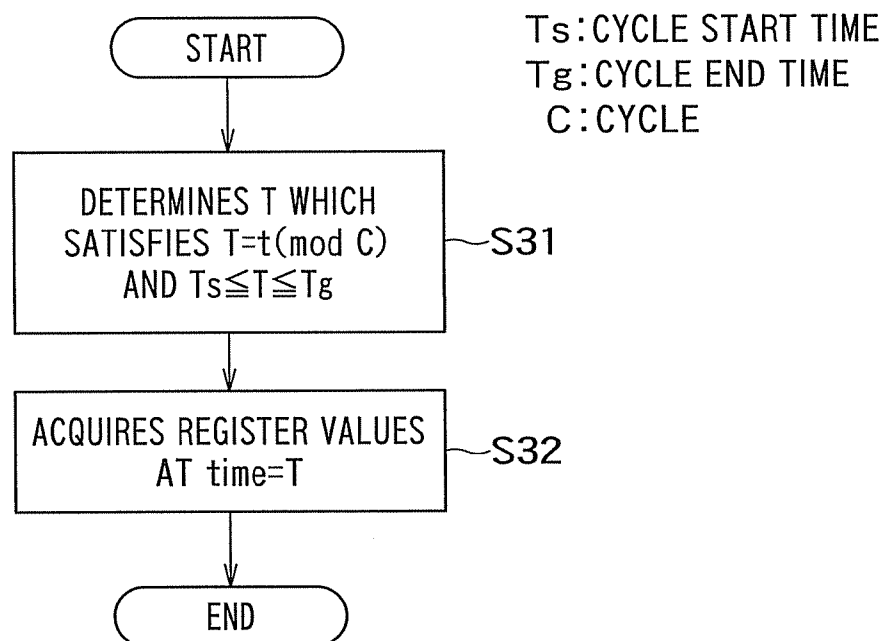 START
Ts:CYCLE START TIME
Tg:CYCLE END TIME
C:CYCLE
DETERMINES T WHICH
SATISFIES T=t(mod C)
AND Ts≦T≦Tg
S31
ACQUIRES REGISTER VALUES
AT time=T
S32
END